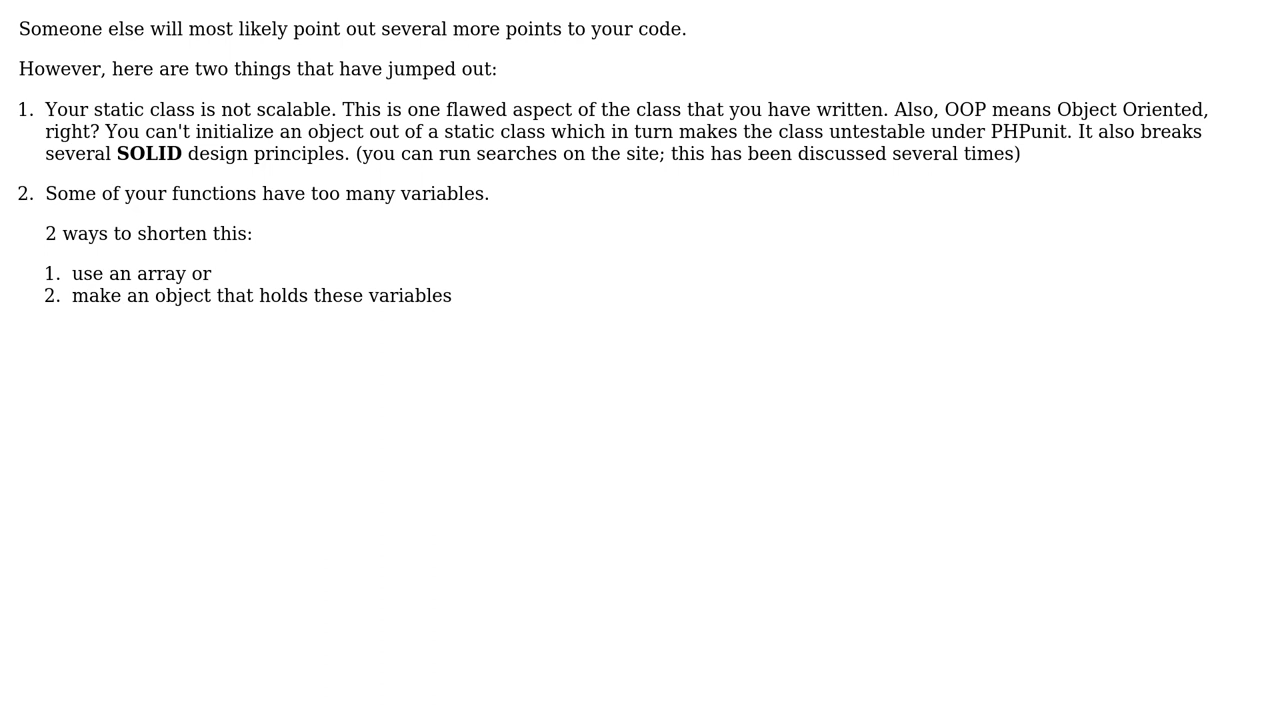 Someone else will most likely point out several more points to your code.
However, here are two things that have jumped out:
1. Your static class is not scalable. This is one flawed aspect of the class that you have written. Also, OOP means Object Oriented,
right? You can't initialize an object out of a static class which in turn makes the class untestable under PHPunit. It also breaks
several SOLID design principles. (you can run searches on the site; this has been discussed several times)
2. Some of your functions have too many variables.
2 ways to shorten this:
1. use an array or
2. make an object that holds these variables